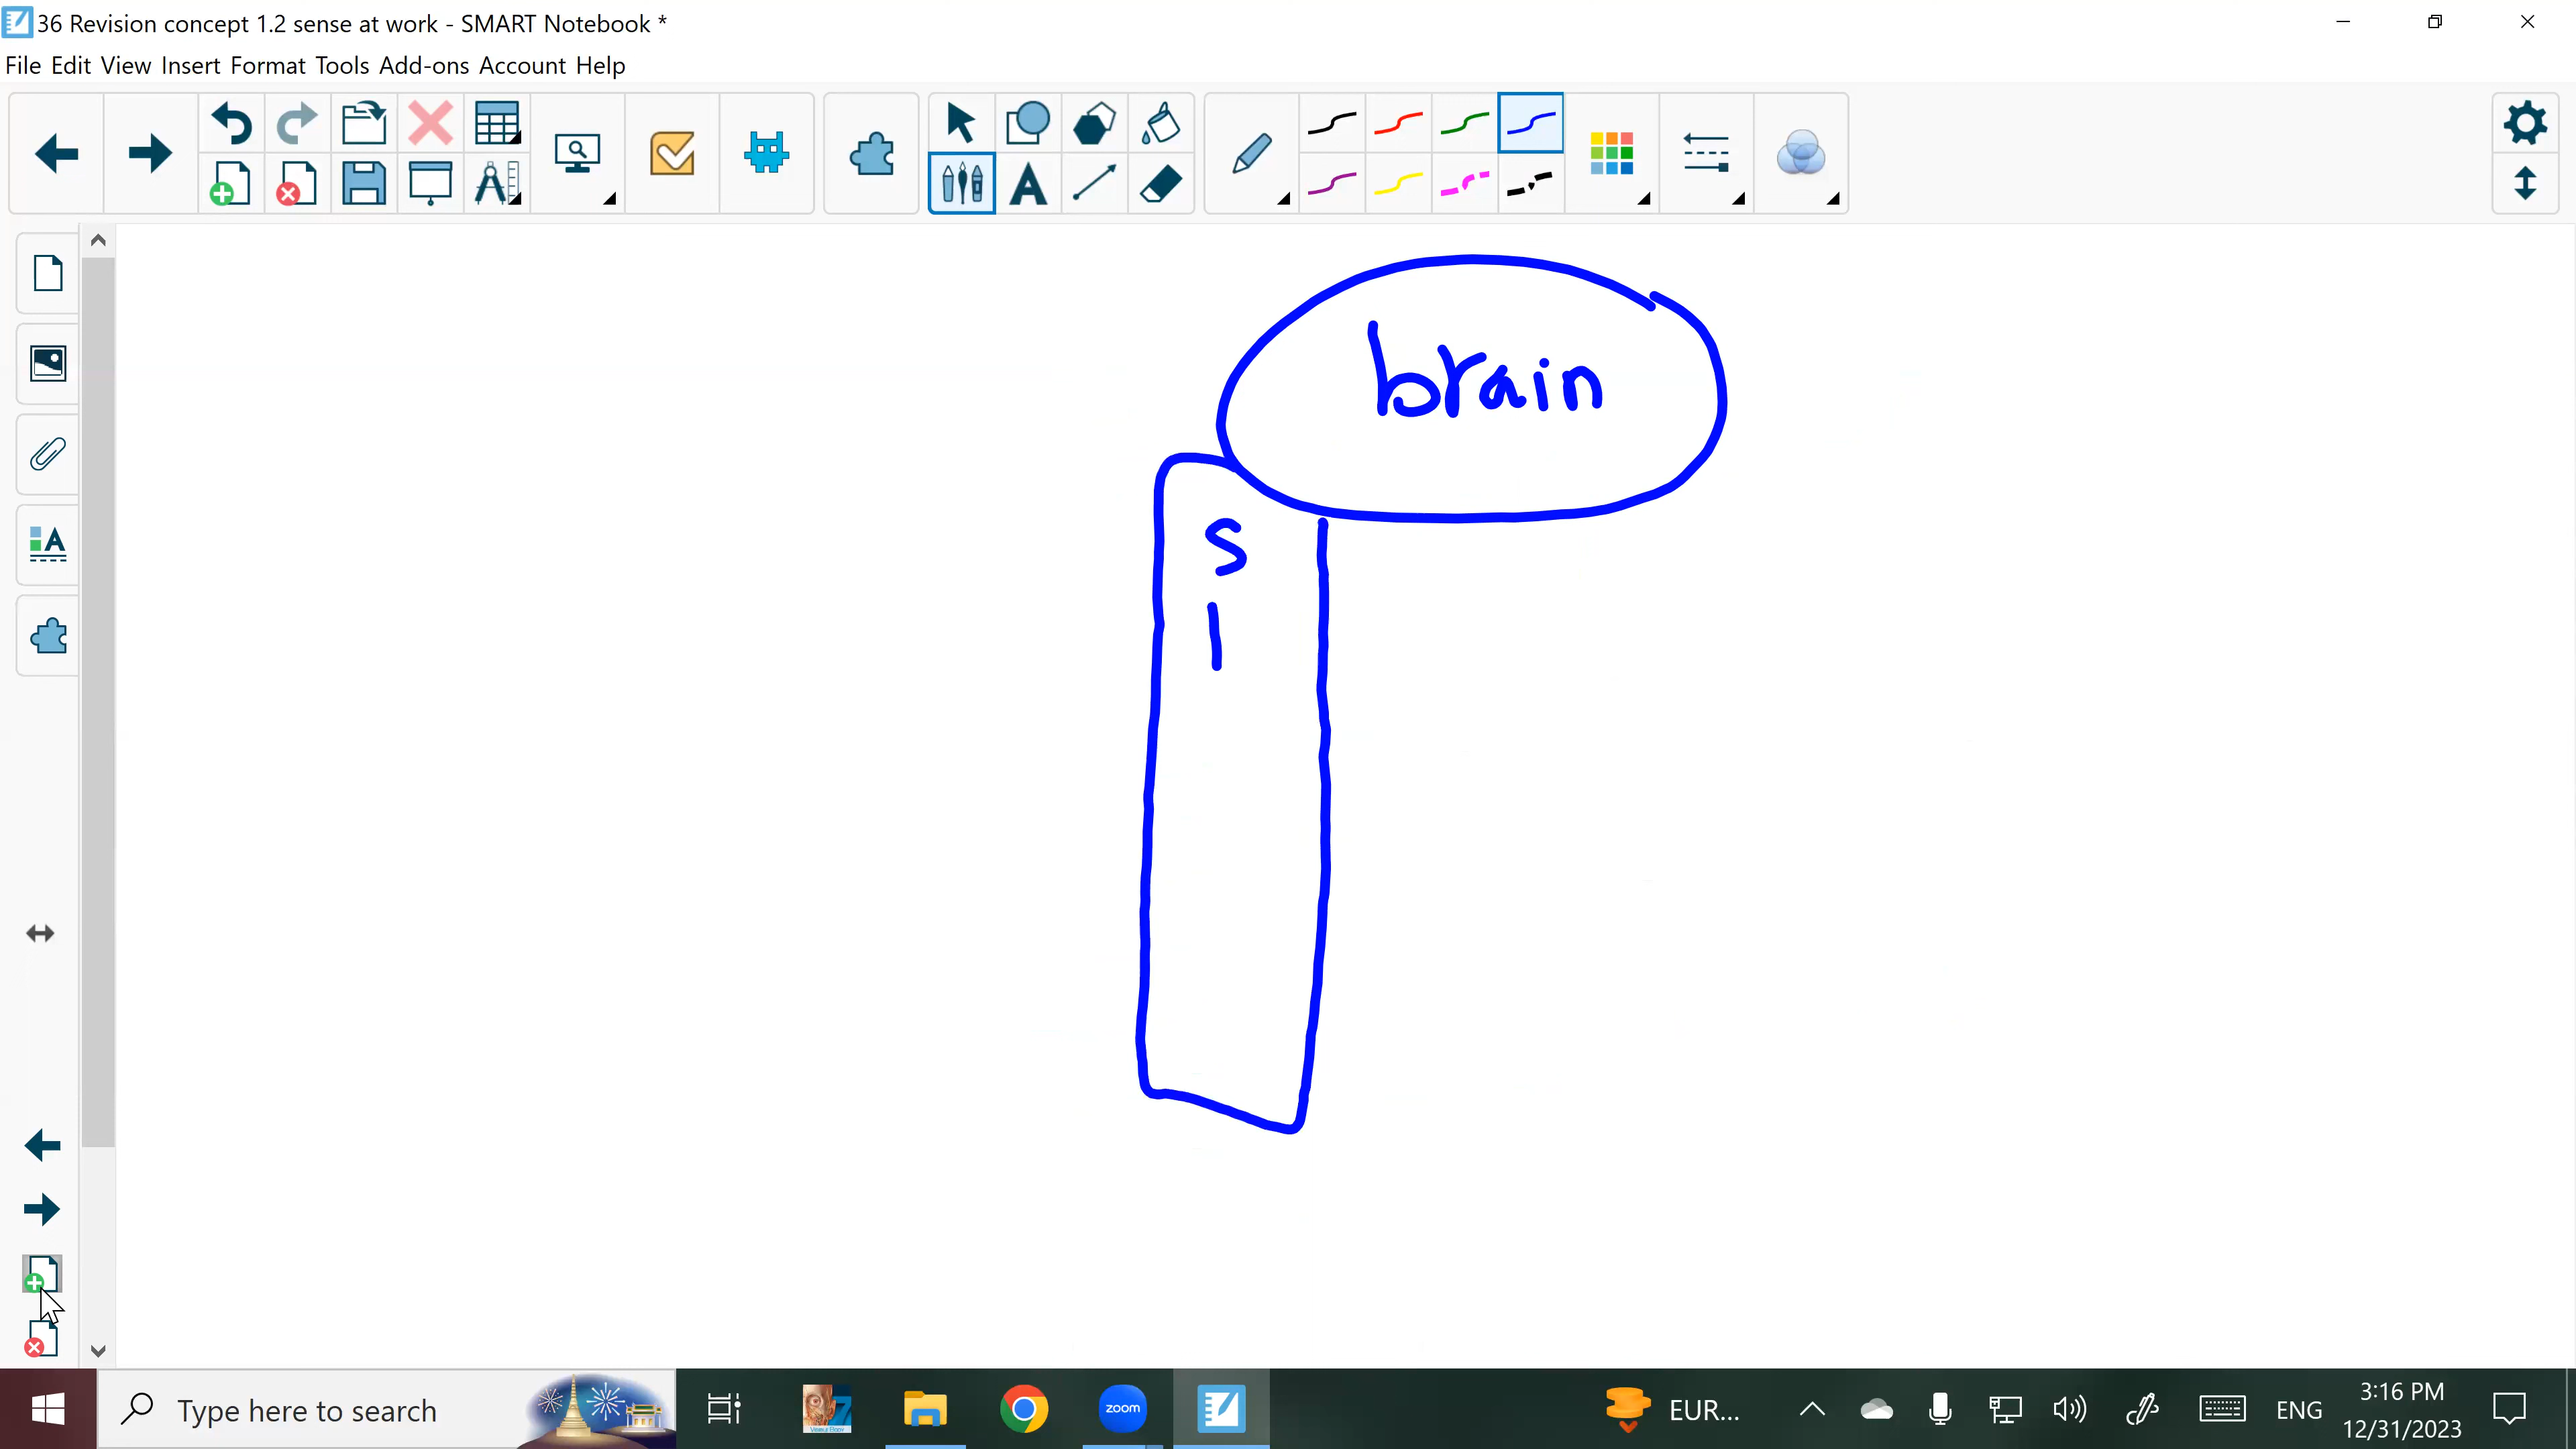 36 Revision concept 1.2 sense at work - SMART Notebook *
File Edit View Insert Format Tools Add-ons Account Help
brain
s
l
Type here to search
zoom
EUR...
ENG
3:16 PM
12/31/2023